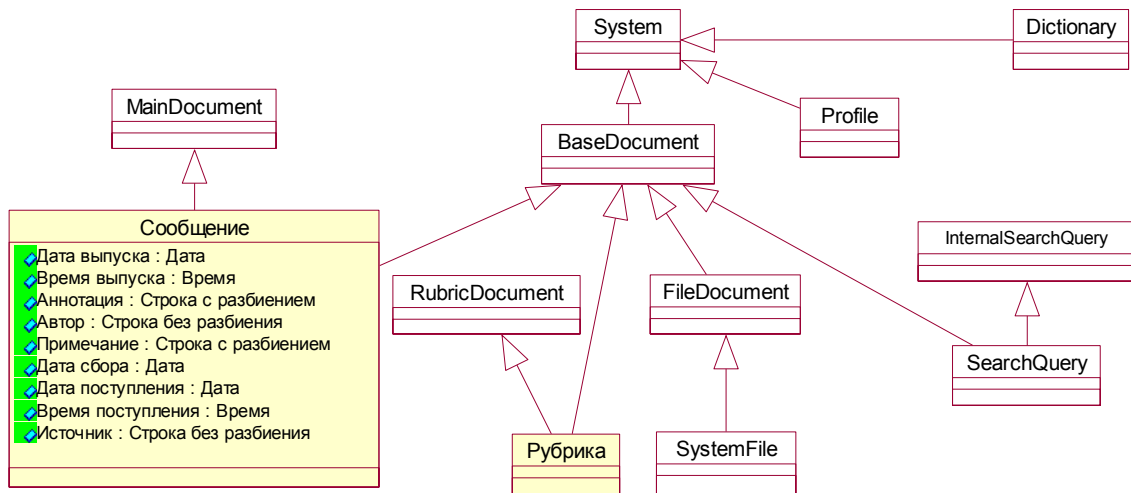 System
Dictionary
MainDocument
Profile
BaseDocument
Сообщение
Дата выпуска : Дата
Время выпуска : Время
Аннотация : Строка с разбиением
Автор : Строка без разбиения
Примечание : Строка с разбиением
Дата сбора : Дата
Дата поступления : Дата
Время поступления : Время
Источник : Строка без разбиения
InternalSearchQuery
RubricDocument
FileDocument
SearchQuery
Рубрика
SystemFile